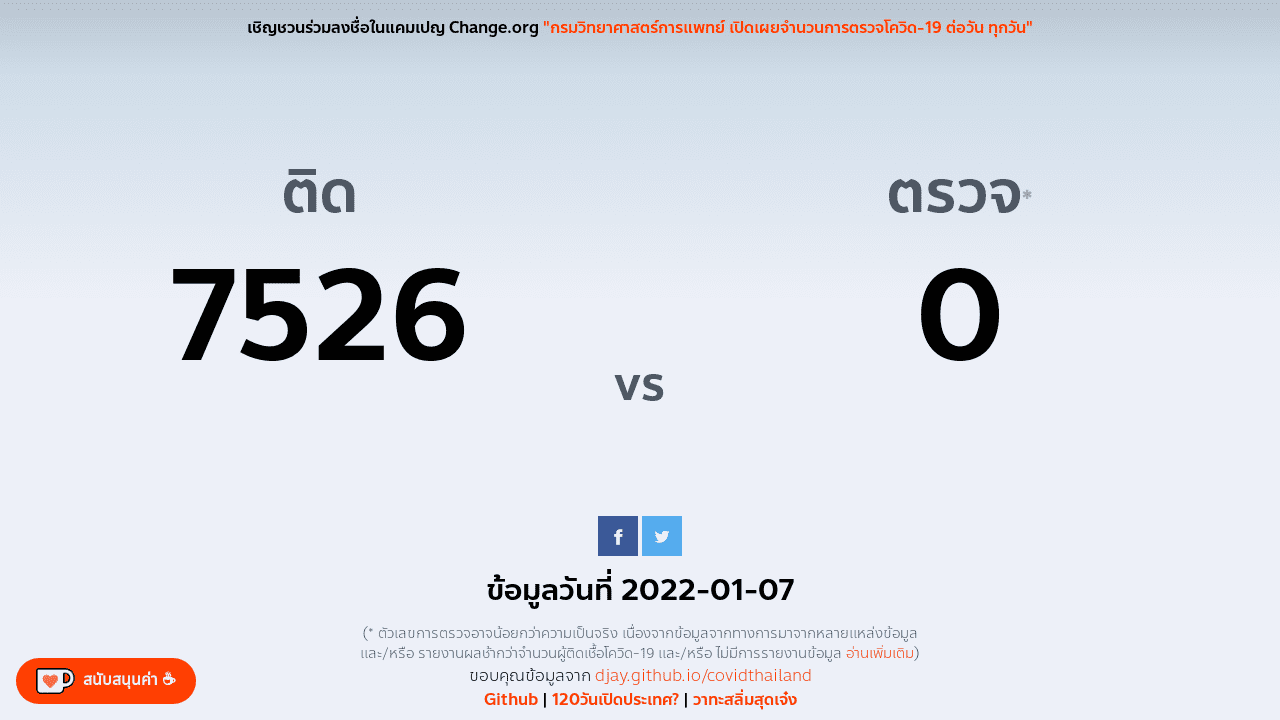 เชิญชวนร่วมลงชื่อในแคมเปญ Change.org "กรมวิทยาศาสตร์การแพทย์ เปิดเผยจำนวนการตรวจโควิด-19 ต่อวัน ทุกวัน"
ติด
7526
vs
ตรวจ*
0
ข้อมูลวันที่ 2022-01-07
(* ตัวเลขการตรวจอาจน้อยกว่าความเป็นจริง เนื่องจากข้อมูลจากทางการมาจากหลายแหล่งข้อมูล
และ/หรือ รายงานผลช้ากว่าจำนวนผู้ติดเชื้อโควิด-19 และ/หรือ ไม่มีการรายงานข้อมูล อ่านเพิ่มเติม)
ขอบคุณข้อมูลจาก djay.github.io/covidthailand
Github | 120วันเปิดประเทศ? | วาทะสลิ่มสุดเจ๋ง
สนับสนุนค่า ☕